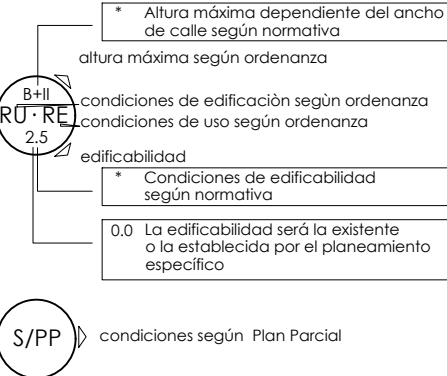 * Altura máxima dependiente del ancho
de calle según normativa
altura máxima según ordenanza
B+II
condiciones de edificaciòn segùn ordenanza
RU · RE
condiciones de uso según ordenanza
2.5
edificabilidad
* Condiciones de edificabilidad
según normativa
0.0 La edificabilidad será la existente
o la establecida por el planeamiento
específico
S/PP
condiciones según Plan Parcial